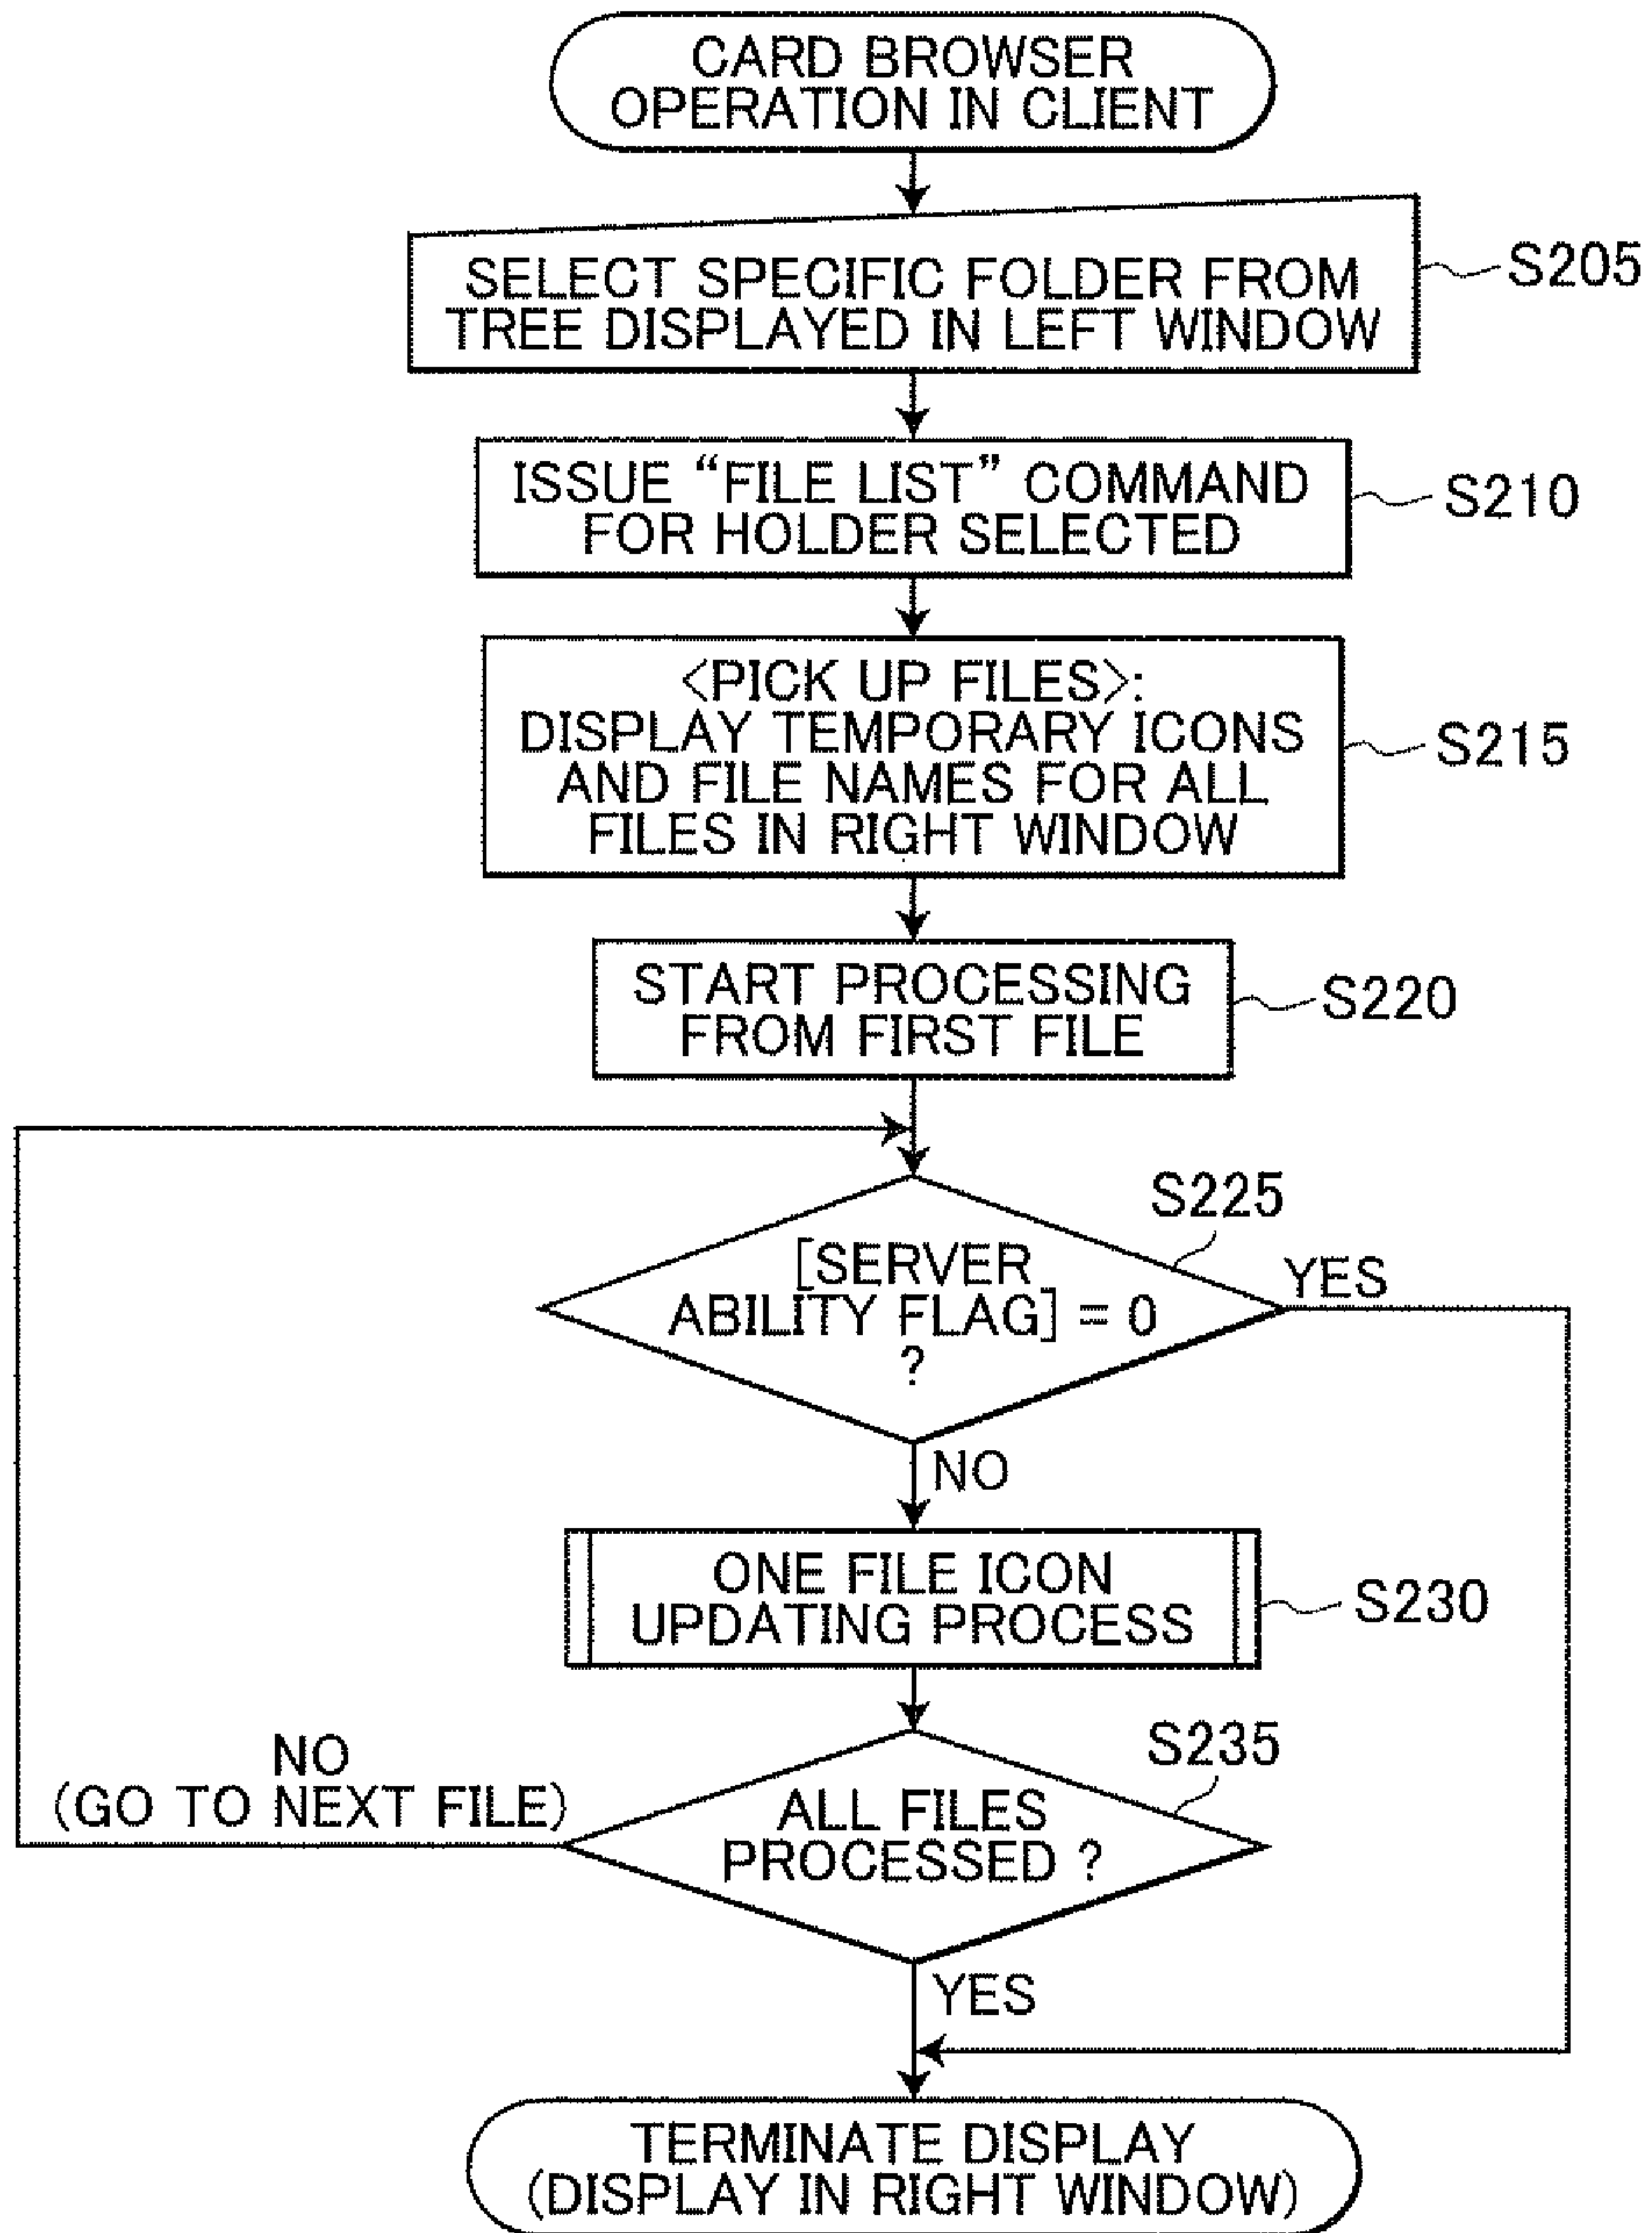 CARD BROWSER
OPERATION IN CLIENT
SELECT SPECIFIC FOLDER FROM
TREE DISPLAYED IN LEFT WINDOW
S205
ISSUE “FILE LIST” COMMAND
FOR HOLDER SELECTED
S210
<PICK UP FILES>:
DISPLAY TEMPORARY ICONS
AND FILE NAMES FOR ALL
FILES IN RIGHT WINDOW
S215
START PROCESSING
FROM FIRST FILE
S220
S225
[SERVER
ABILITY FLAG] = 0
?
YES
NO
ONE FILE ICON
UPDATING PROCESS
S230
S235
NO
(GO TO NEXT FILE)
ALL FILES
PROCESSED ?
YES
TERMINATE DISPLAY
(DISPLAY IN RIGHT WINDOW)